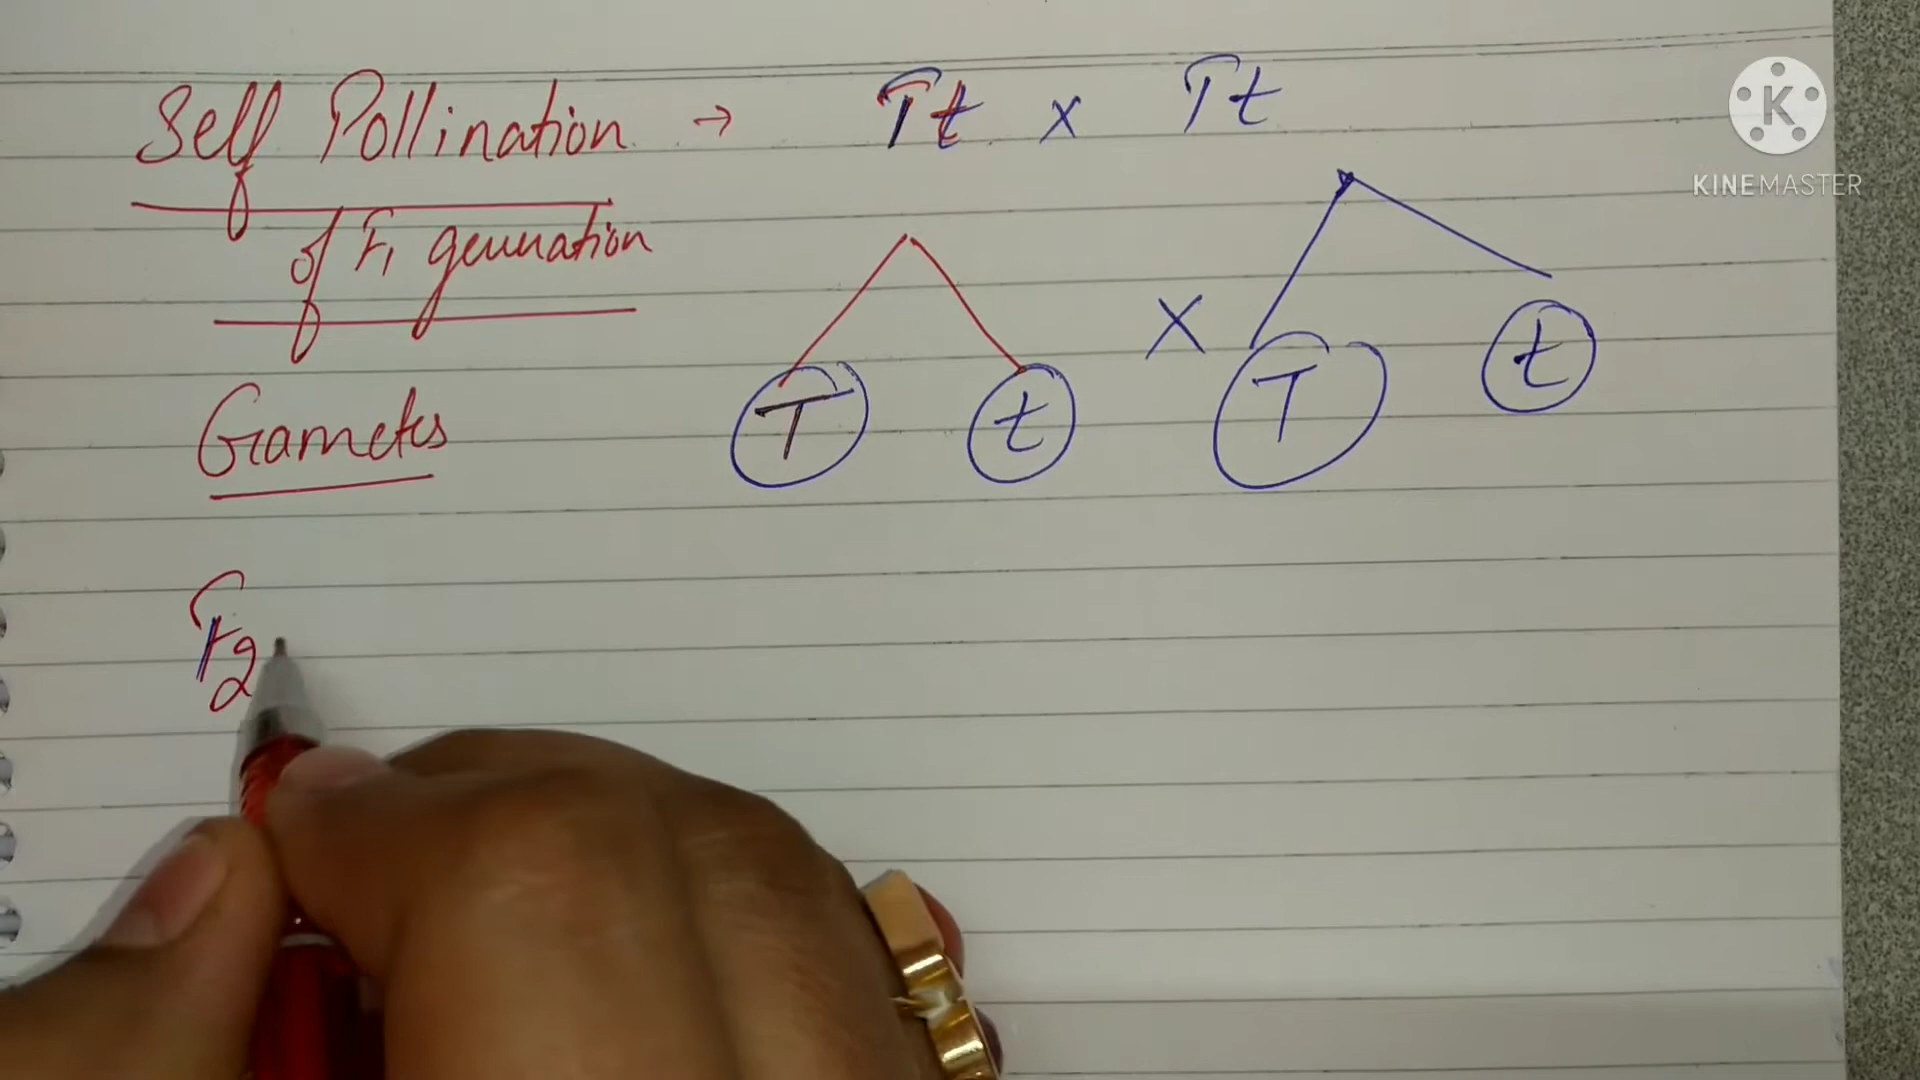 Self Pollination → Tt x Tt
of F1 generation
Gametes T t x T t
F2
K
KINEMASTER